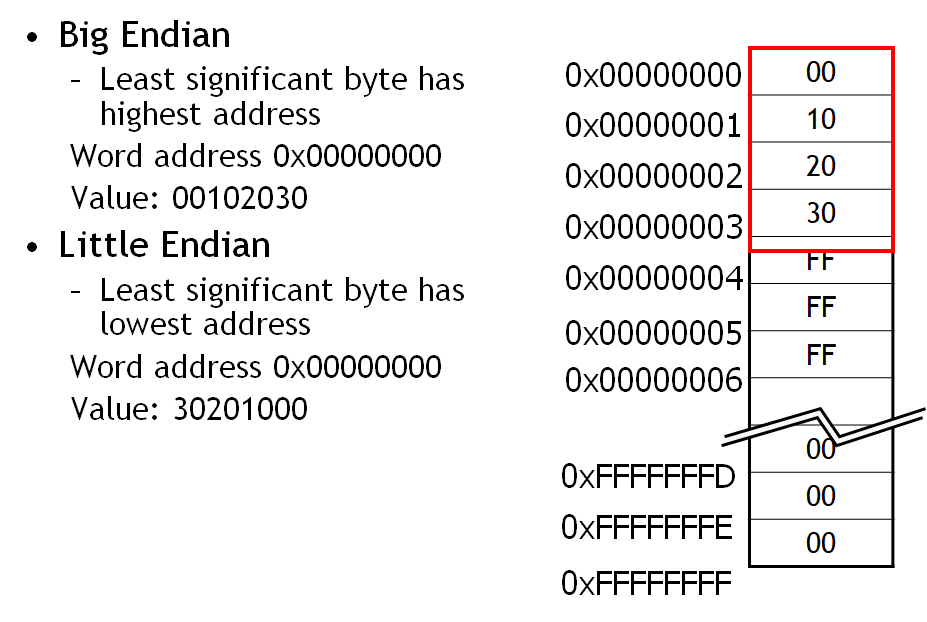 • Big Endian
– Least significant byte has
highest address
Word address 0x00000000
Value: 00102030
• Little Endian
– Least significant byte has
lowest address
Word address 0x00000000
Value: 30201000
0x00000000 00
0x00000001 10
0x00000002 20
0x00000003 30
0x00000004 FF
0x00000005 FF
0x00000006 FF
0xFFFFFFFD 00
0xFFFFFFFE 00
0xFFFFFFFF 00